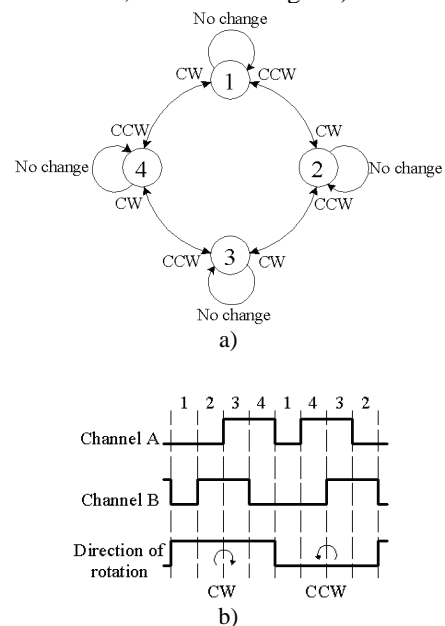 No change
CW 1 CCW
CCW CW
No change 4 2 No change
CW CCW
CCW 3 CW
No change
a)
1 2 3 4 1 4 3 2
Channel A
Channel B
Direction of
rotation
CW CCW
b)